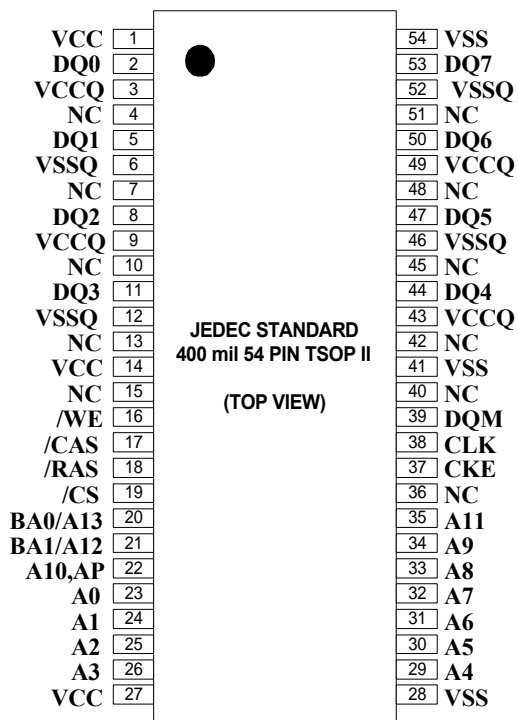 VCC 1 54 VSS
DQ0 2 53 DQ7
VCCQ 3 52 VSSQ
NC 4 51 NC
DQ1 5 50 DQ6
VSSQ 6 49 VCCQ
NC 7 48 NC
DQ2 8 47 DQ5
VCCQ 9 46 VSSQ
NC 10 45 NC
DQ3 11 44 DQ4
VSSQ 12 43 VCCQ
JEDEC STANDARD
NC 13 42 NC
400 mil 54 PIN TSOP II
VCC 14 41 VSS
NC 15 40 NC
(TOP VIEW)
/WE 16 39 DQM
/CAS 17 38 CLK
/RAS 18 37 CKE
/CS 19 36 NC
BA0/A13 20 35 A11
BA1/A12 21 34 A9
A10,AP 22 33 A8
A0 23 32 A7
A1 24 31 A6
A2 25 30 A5
A3 26 29 A4
VCC 27 28 VSS